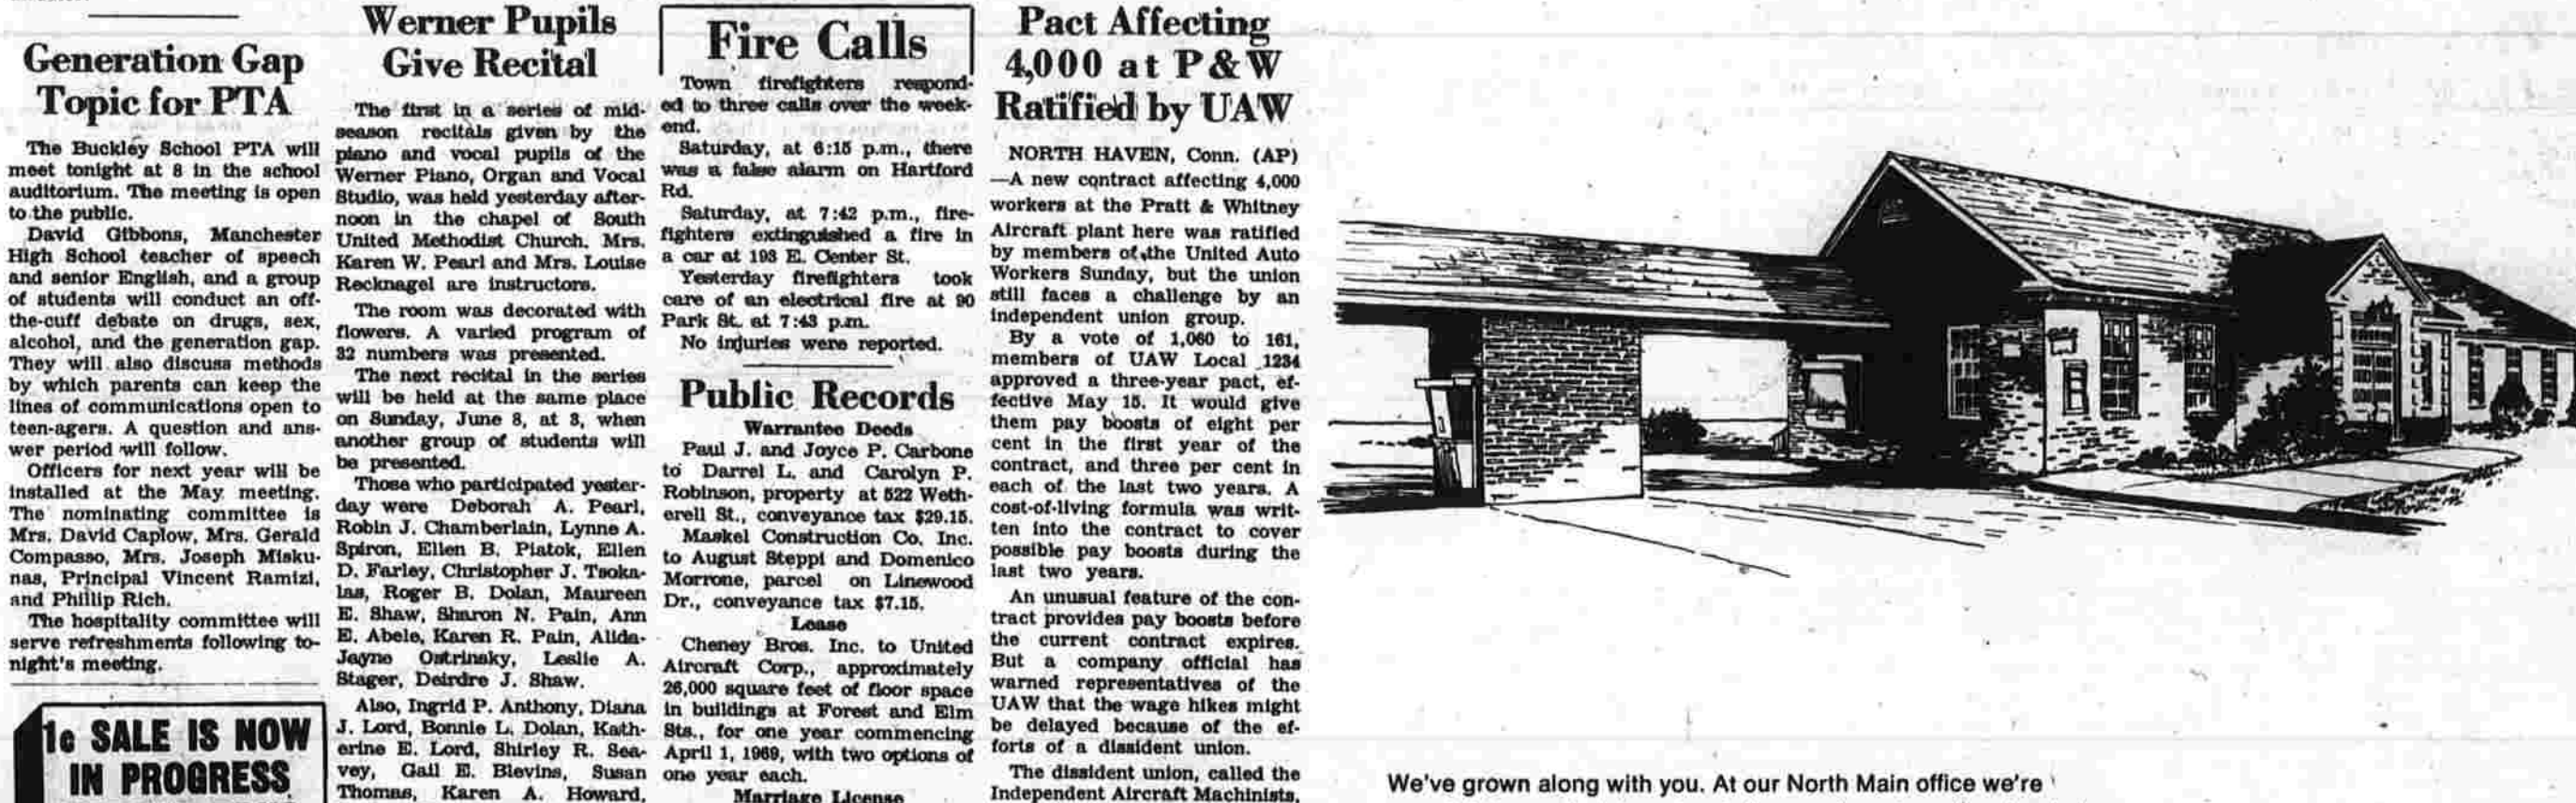 Generation Gap
Topic for PTA
The Buckley School PTA will
meet tonight at 8 in the school
auditorium. The meeting is open
to the public.
David Gibbons, Manchester
High School teacher of speech
and senior English, and a group
of students will conduct an off-
the-cuff debate on drugs, sex,
alcohol, and the generation gap.
They will also discuss methods
by which parents can keep the
lines of communications open to
teen-agers. A question and ans-
wer period will follow.
Officers for next year will be
installed at the May meeting.
The nominating committee is
Mrs. David Caplow, Mrs. Gerald
Compasso, Mrs. Joseph Misku-
nas, Principal Vincent Ramizi,
and Phillip Rich.
The hospitality committee will
serve refreshments following to-
night's meeting.
1c SALE IS NOW
IN PROGRESS
Werner Pupils
Give Recital
The first in a series of mid-
season recitals given by the
piano and vocal pupils of the
Werner Piano, Organ and Vocal
Studio, was held yesterday after-
noon in the chapel of South
United Methodist Church. Mrs.
Karen W. Pearl and Mrs. Louise
Recknagel are instructors.
The room was decorated with
flowers. A varied program of
32 numbers was presented.
The next recital in the series
will be held at the same place
on Sunday, June 8, at 3, when
another group of students will
be presented.
Those who participated yester-
day were Deborah A. Pearl,
Robin J. Chamberlain, Lynne A.
Spiron, Ellen B. Platok, Ellen
D. Farley, Christopher J. Tsoka-
las, Roger B. Dolan, Maureen
E. Shaw, Sharon N. Pain, Ann
E. Abele, Karen R. Pain, Alida-
Jayne Ostrinsky, Leslie A.
Stager, Deirdre J. Shaw.
Also, Ingrid P. Anthony, Diana
J. Lord, Bonnie L. Dolan, Kath-
erine E. Lord, Shirley R. Sea-
vey, Gail E. Blevins, Susan
Thomas, Karen A. Howard,
Fire Calls
Town firefighters respond-
ed to three calls over the week-
end.
Saturday, at 6:15 p.m., there
was a false alarm on Hartford
Rd.
Saturday, at 7:42 p.m., fire-
fighters extinguished a fire in
a car at 193 E. Center St.
Yesterday firefighters took
care of an electrical fire at 90
Park St. at 7:43 p.m.
No injuries were reported.
Public Records
Warrantee Deeds
Paul J. and Joyce P. Carbone
to Darrel L. and Carolyn P.
Robinson, property at 522 Weth-
erell St., conveyance tax $29.15.
Maskel Construction Co. Inc.
to August Steppi and Domenico
Morrone, parcel on Linewood
Dr., conveyance tax $7.15.
Lease
Cheney Bros. Inc. to United
Aircraft Corp., approximately
26,000 square feet of floor space
in buildings at Forest and Elm
Sts., for one year commencing
April 1, 1969, with two options of
one year each.
Marriage License
Pact Affecting
4,000 at P&W
Ratified by UAW
NORTH HAVEN, Conn. (AP)
—A new contract affecting 4,000
workers at the Pratt & Whitney
Aircraft plant here was ratified
by members of the United Auto
Workers Sunday, but the union
still faces a challenge by an
independent union group.
By a vote of 1,060 to 161,
members of UAW Local 1234
approved a three-year pact, ef-
fective May 15. It would give
them pay boosts of eight per
cent in the first year of the
contract, and three per cent in
each of the last two years. A
cost-of-living formula was writ-
ten into the contract to cover
possible pay boosts during the
last two years.
An unusual feature of the con-
tract provides pay boosts before
the current contract expires.
But a company official has
warned representatives of the
UAW that the wage hikes might
be delayed because of the ef-
forts of a dissident union.
The dissident union, called the
Independent Aircraft Machinists,
We've grown along with you. At our North Main office we're